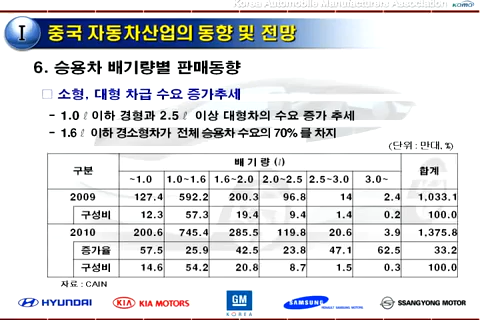 Korea Automobile Manufacturers Association KAMA
I 중국 자동차산업의 동향 및 전망
6. 승용차 배기량별 판매동향
□ 소형, 대형 차급 수요 증가추세
- 1.0ℓ이하 경형과 2.5ℓ 이상 대형차의 수요 증가 추세
- 1.6ℓ 이하 경소형차가 전체 승용차 수요의 70%를 차지
(단위 : 만대, %)
구분 배 기 량 (ℓ) 합계
~1.0 1.0~1.6 1.6~2.0 2.0~2.5 2.5~3.0 3.0~
2009 127.4 592.2 200.3 96.8 14 2.4 1,033.1
구성비 12.3 57.3 19.4 9.4 1.4 0.2 100.0
2010 200.6 745.4 285.5 119.8 20.6 3.9 1,375.8
증가율 57.5 25.9 42.5 23.8 47.1 62.5 33.2
구성비 14.6 54.2 20.8 8.7 1.5 0.3 100.0
자료 : CAIN
HYUNDAI KIA KIA MOTORS GM KOREA SAMSUNG RENAULT SAMSUNG MOTORS SSANGYONG MOTOR